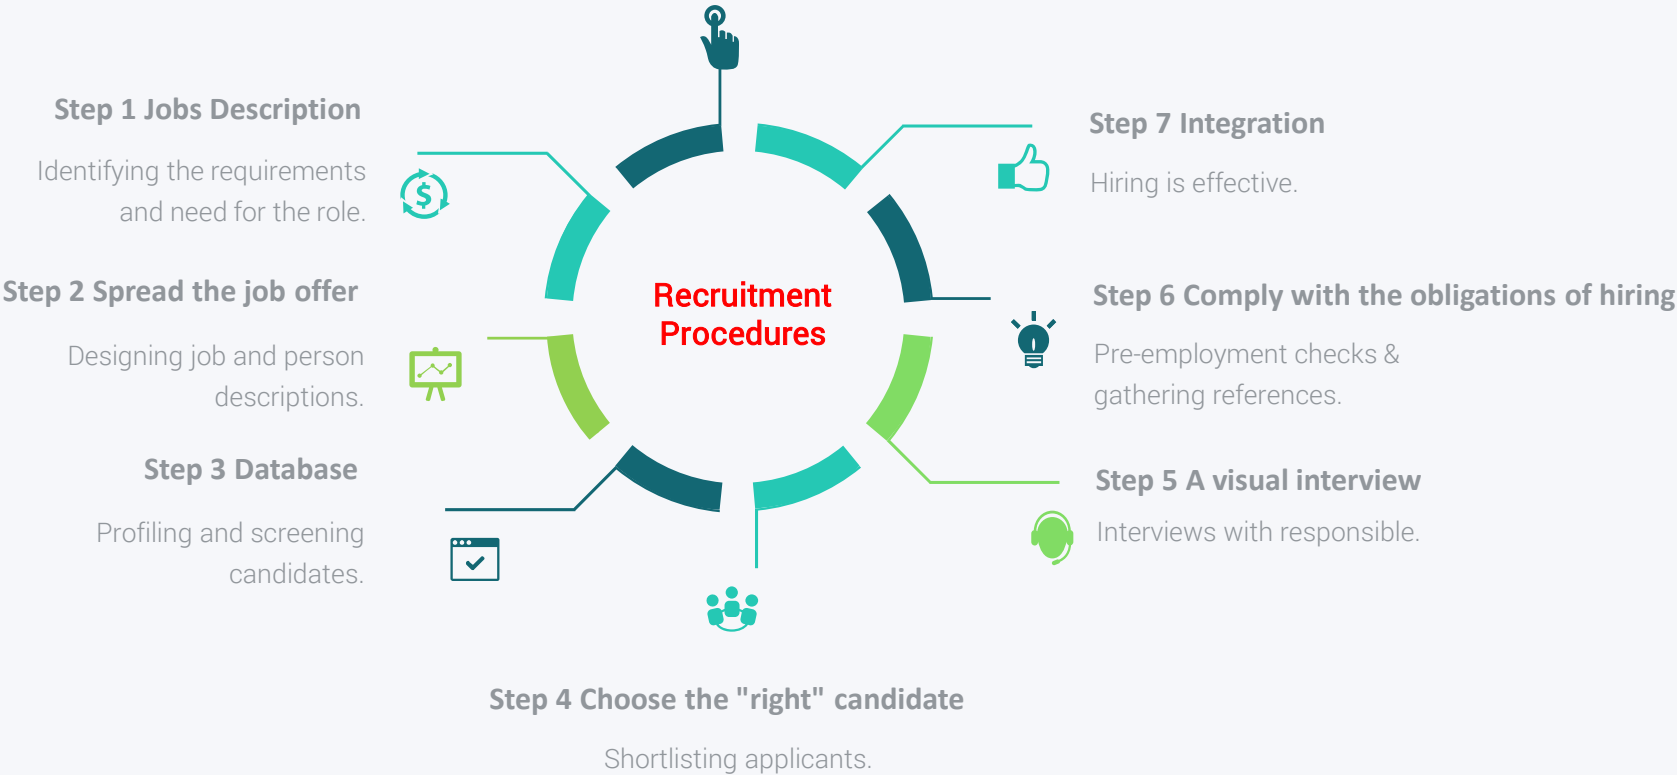 Step 1 Jobs Description
Identifying the requirements
and need for the role.
Step 2 Spread the job offer
Designing job and person
descriptions.
Step 3 Database
Profiling and screening
candidates.
Recruitment
Procedures
Step 4 Choose the "right" candidate
Shortlisting applicants.
Step 5 A visual interview
Interviews with responsible.
Step 6 Comply with the obligations of hiring
Pre-employment checks &
gathering references.
Step 7 Integration
Hiring is effective.